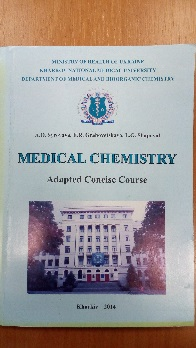 MINISTRY OF HEALTH OF UKRAINE
KHARKIV NATIONAL MEDICAL UNIVERSITY
DEPARTMENT OF MEDICAL AND BIOORGANIC CHEMISTRY
MEDICAL CHEMISTRY
Adapted Concise Course
Kharkiv – 2014